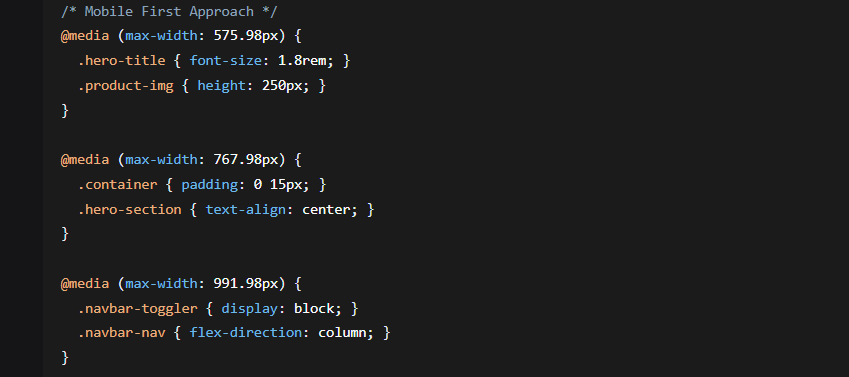 /* Mobile First Approach */
@media (max-width: 575.98px) {
.hero-title { font-size: 1.8rem; }
.product-img { height: 250px; }
}
@media (max-width: 767.98px) {
.container { padding: 0 15px; }
.hero-section { text-align: center; }
}
@media (max-width: 991.98px) {
.navbar-toggler { display: block; }
.navbar-nav { flex-direction: column; }
}